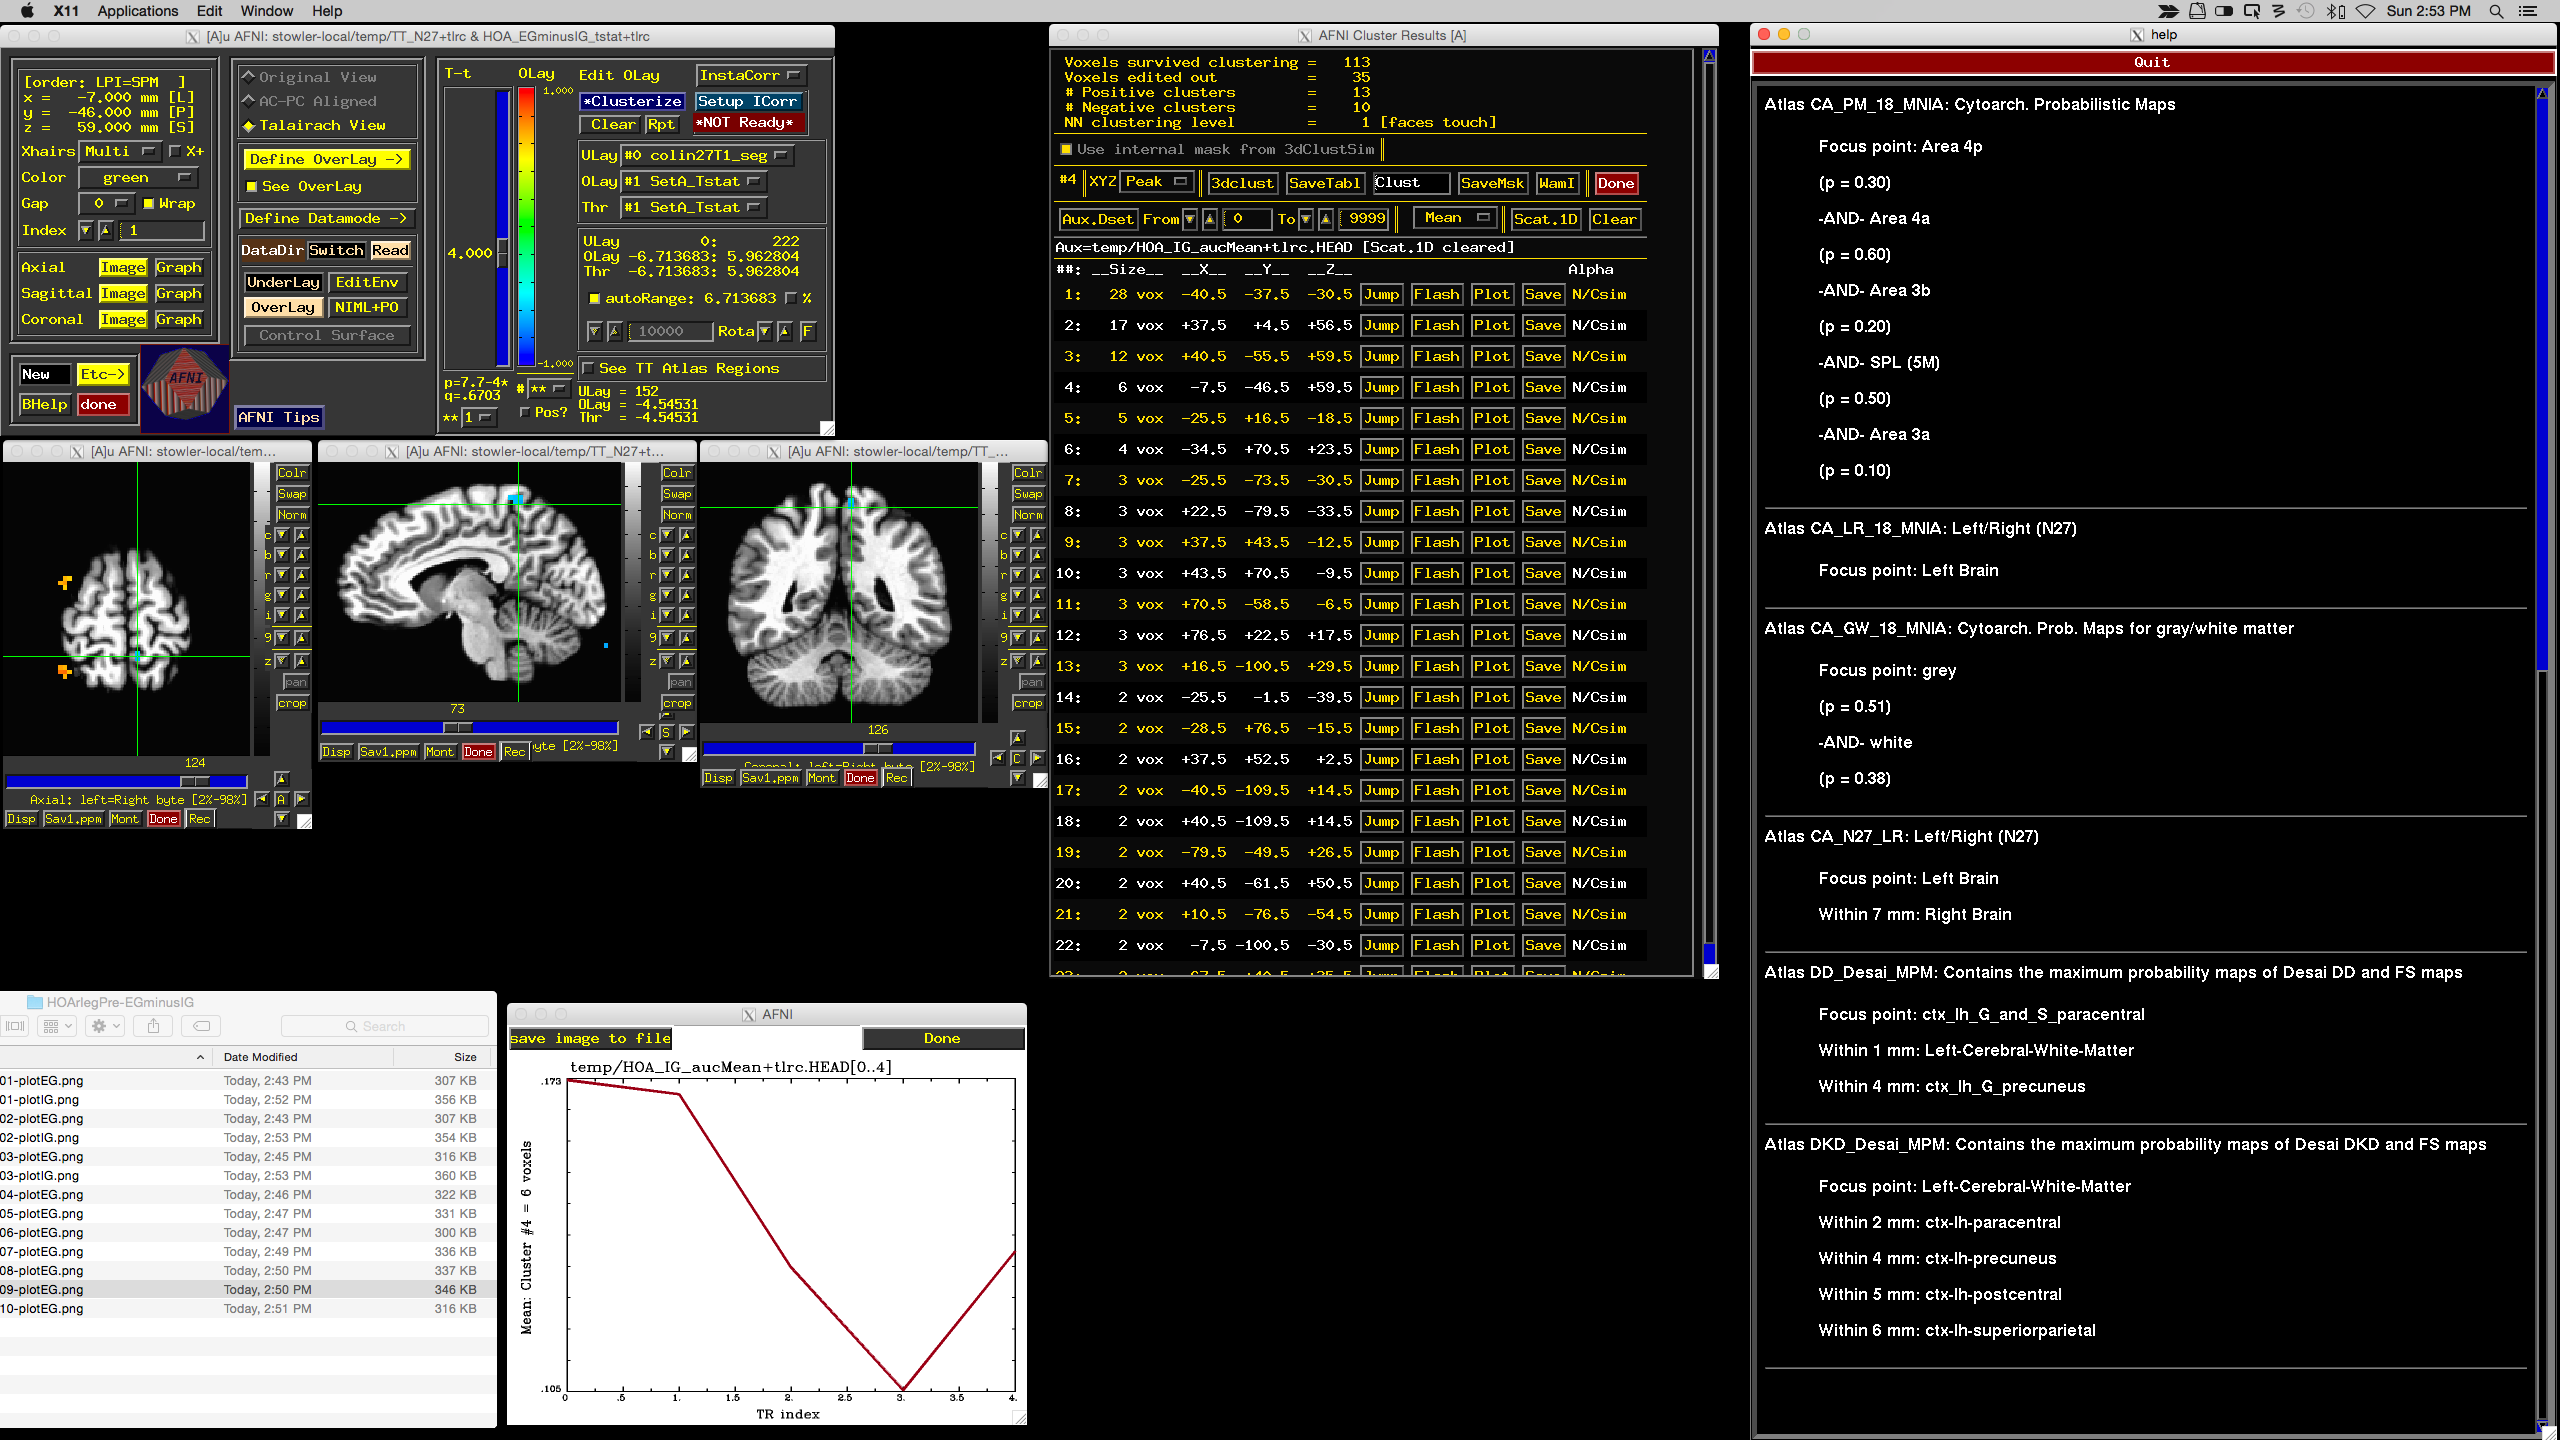 X11 Applications Edit Window Help
Sun 2:53 PM
[A]u AFNI: stowler-local/temp/TT_N27+tlrc & HOA_EGminusIG_tstat+tlrc
[order: LPI=SPM ]
x = -7.000 mm [L]
y = -46.000 mm [P]
z = 59.000 mm [S]
Xhairs Multi X+
Color green
Gap 0 Wrap
Index 1
Axial Image Graph
Sagittal Image Graph
Coronal Image Graph
New Etc->
BHelp done
AFNI
AFNI Tips
Original View
AC-PC Aligned
Talairach View
Define OverLay ->
See OverLay
Define Datamode ->
DataDir Switch Read
UnderLay EditEnv
OverLay NIML+PO
Control Surface
T-t OLay Edit OLay InstaCorr
1.000
*Clusterize Setup ICorr
Clear Rpt *NOT Ready*
ULay #0 colin27T1_seg
OLay #1 SetA_Tstat
Thr #1 SetA_Tstat
4.000
ULay 0: 222
OLay -6.713683: 5.962804
Thr -6.713683: 5.962804
autoRange: 6.713683 %
10000 Rota F
-1.000
See TT Atlas Regions
p=7.7-4*
q=.6703
# **
** 1 Pos?
ULay = 152
OLay = -4.54531
Thr = -4.54531
[A]u AFNI: stowler-local/tem...
Colr
Swap
Norm
c
b
r
g
i
9
z
pan
crop
124
Axial: left=Right byte [2%-98%] A
Disp Sav1.ppm Mont Done Rec
[A]u AFNI: stowler-local/temp/TT_N27+t...
Colr
Swap
Norm
c
b
r
g
i
9
z
pan
crop
73
S
Disp Sav1.ppm Mont Done Rec yte [2%-98%]
[A]u AFNI: stowler-local/temp/TT_...
Colr
Swap
Norm
c
b
r
g
i
9
z
pan
crop
126
Coronal: left=Right byte [2%-98%] C
Disp Sav1.ppm Mont Done Rec
AFNI Cluster Results [A]
Voxels survived clustering = 113
Voxels edited out = 35
# Positive clusters = 13
# Negative clusters = 10
NN clustering level = 1 [faces touch]
Use internal mask from 3dClustSim
#4 XYZ Peak 3dclust SaveTabl Clust SaveMsk WamI Done
Aux.Dset From 0 To 9999 Mean Scat.1D Clear
Aux=temp/HOA_IG_aucMean+tlrc.HEAD [Scat.1D cleared]
##: __Size__ __X__ __Y__ __Z__ Alpha
1: 28 vox -40.5 -37.5 -30.5 Jump Flash Plot Save N/Csim
2: 17 vox +37.5 +4.5 +56.5 Jump Flash Plot Save N/Csim
3: 12 vox +40.5 -55.5 +59.5 Jump Flash Plot Save N/Csim
4: 6 vox -7.5 -46.5 +59.5 Jump Flash Plot Save N/Csim
5: 5 vox -25.5 +16.5 -18.5 Jump Flash Plot Save N/Csim
6: 4 vox -34.5 +70.5 +23.5 Jump Flash Plot Save N/Csim
7: 3 vox -25.5 -73.5 -30.5 Jump Flash Plot Save N/Csim
8: 3 vox +22.5 -79.5 -33.5 Jump Flash Plot Save N/Csim
9: 3 vox +37.5 +43.5 -12.5 Jump Flash Plot Save N/Csim
10: 3 vox +43.5 +70.5 -9.5 Jump Flash Plot Save N/Csim
11: 3 vox +70.5 -58.5 -6.5 Jump Flash Plot Save N/Csim
12: 3 vox +76.5 +22.5 +17.5 Jump Flash Plot Save N/Csim
13: 3 vox +16.5 -100.5 +29.5 Jump Flash Plot Save N/Csim
14: 2 vox -25.5 -1.5 -39.5 Jump Flash Plot Save N/Csim
15: 2 vox -28.5 +76.5 -15.5 Jump Flash Plot Save N/Csim
16: 2 vox +37.5 +52.5 +2.5 Jump Flash Plot Save N/Csim
17: 2 vox -40.5 -109.5 +14.5 Jump Flash Plot Save N/Csim
18: 2 vox +40.5 -109.5 +14.5 Jump Flash Plot Save N/Csim
19: 2 vox -79.5 -49.5 +26.5 Jump Flash Plot Save N/Csim
20: 2 vox +40.5 -61.5 +50.5 Jump Flash Plot Save N/Csim
21: 2 vox +10.5 -76.5 -54.5 Jump Flash Plot Save N/Csim
22: 2 vox -7.5 -100.5 -30.5 Jump Flash Plot Save N/Csim
help
Quit
Atlas CA_PM_18_MNIA: Cytoarch. Probabilistic Maps
Focus point: Area 4p
(p = 0.30)
-AND- Area 4a
(p = 0.60)
-AND- Area 3b
(p = 0.20)
-AND- SPL (5M)
(p = 0.50)
-AND- Area 3a
(p = 0.10)
Atlas CA_LR_18_MNIA: Left/Right (N27)
Focus point: Left Brain
Atlas CA_GW_18_MNIA: Cytoarch. Prob. Maps for gray/white matter
Focus point: grey
(p = 0.51)
-AND- white
(p = 0.38)
Atlas CA_N27_LR: Left/Right (N27)
Focus point: Left Brain
Within 7 mm: Right Brain
Atlas DD_Desai_MPM: Contains the maximum probability maps of Desai DD and FS maps
Focus point: ctx_lh_G_and_S_paracentral
Within 1 mm: Left-Cerebral-White-Matter
Within 4 mm: ctx_lh_G_precuneus
Atlas DKD_Desai_MPM: Contains the maximum probability maps of Desai DKD and FS maps
Focus point: Left-Cerebral-White-Matter
Within 2 mm: ctx-lh-paracentral
Within 4 mm: ctx-lh-precuneus
Within 5 mm: ctx-lh-postcentral
Within 6 mm: ctx-lh-superiorparietal
HOArlegPre-EGminusIG
Search
Date Modified Size
01-plotEG.png Today, 2:43 PM 307 KB
01-plotIG.png Today, 2:52 PM 356 KB
02-plotEG.png Today, 2:43 PM 307 KB
02-plotIG.png Today, 2:53 PM 354 KB
03-plotEG.png Today, 2:45 PM 316 KB
03-plotIG.png Today, 2:53 PM 360 KB
04-plotEG.png Today, 2:46 PM 322 KB
05-plotEG.png Today, 2:47 PM 331 KB
06-plotEG.png Today, 2:47 PM 300 KB
07-plotEG.png Today, 2:49 PM 336 KB
08-plotEG.png Today, 2:50 PM 337 KB
09-plotEG.png Today, 2:50 PM 346 KB
10-plotEG.png Today, 2:51 PM 316 KB
AFNI
save image to file Done
temp/HOA_IG_aucMean+tlrc.HEAD[0..4]
.173
Mean: Cluster #4 = 6 voxels
.105
0 .5 1. 1.5 2. 2.5 3. 3.5 4.
TR index